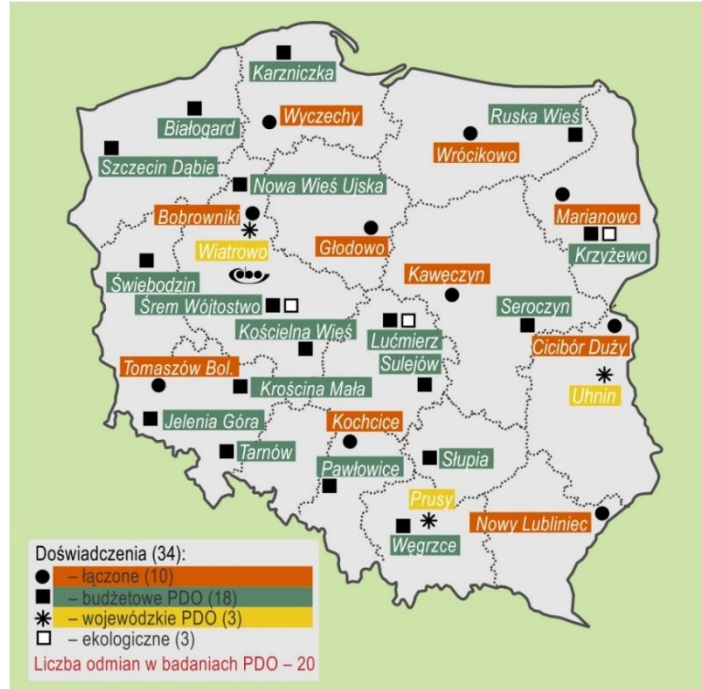 Karzniczka
Wyczechy
Białogard
Ruska Wieś
Wrócikowo
Szczecin Dąbie
Nowa Wieś Ujska
Bobrowniki
Marianowo
Wiatrowo
Głodowo
Krzyżewo
Świebodzin
Kawęczyn
Śrem Wójtostwo
Seroczyn
Kościelna Wieś
Lućmierz
Cicibór Duży
Sulejów
Tomaszów Bol.
Krościna Mała
Uhnin
Jelenia Góra
Kochcice
Tarnów
Słupia
Pawłowice
Prusy
Nowy Lubliniec
Węgrzce
Doświadczenia (34):
– łączone (10)
– budżetowe PDO (18)
– wojewódzkie PDO (3)
– ekologiczne (3)
Liczba odmian w badaniach PDO – 20